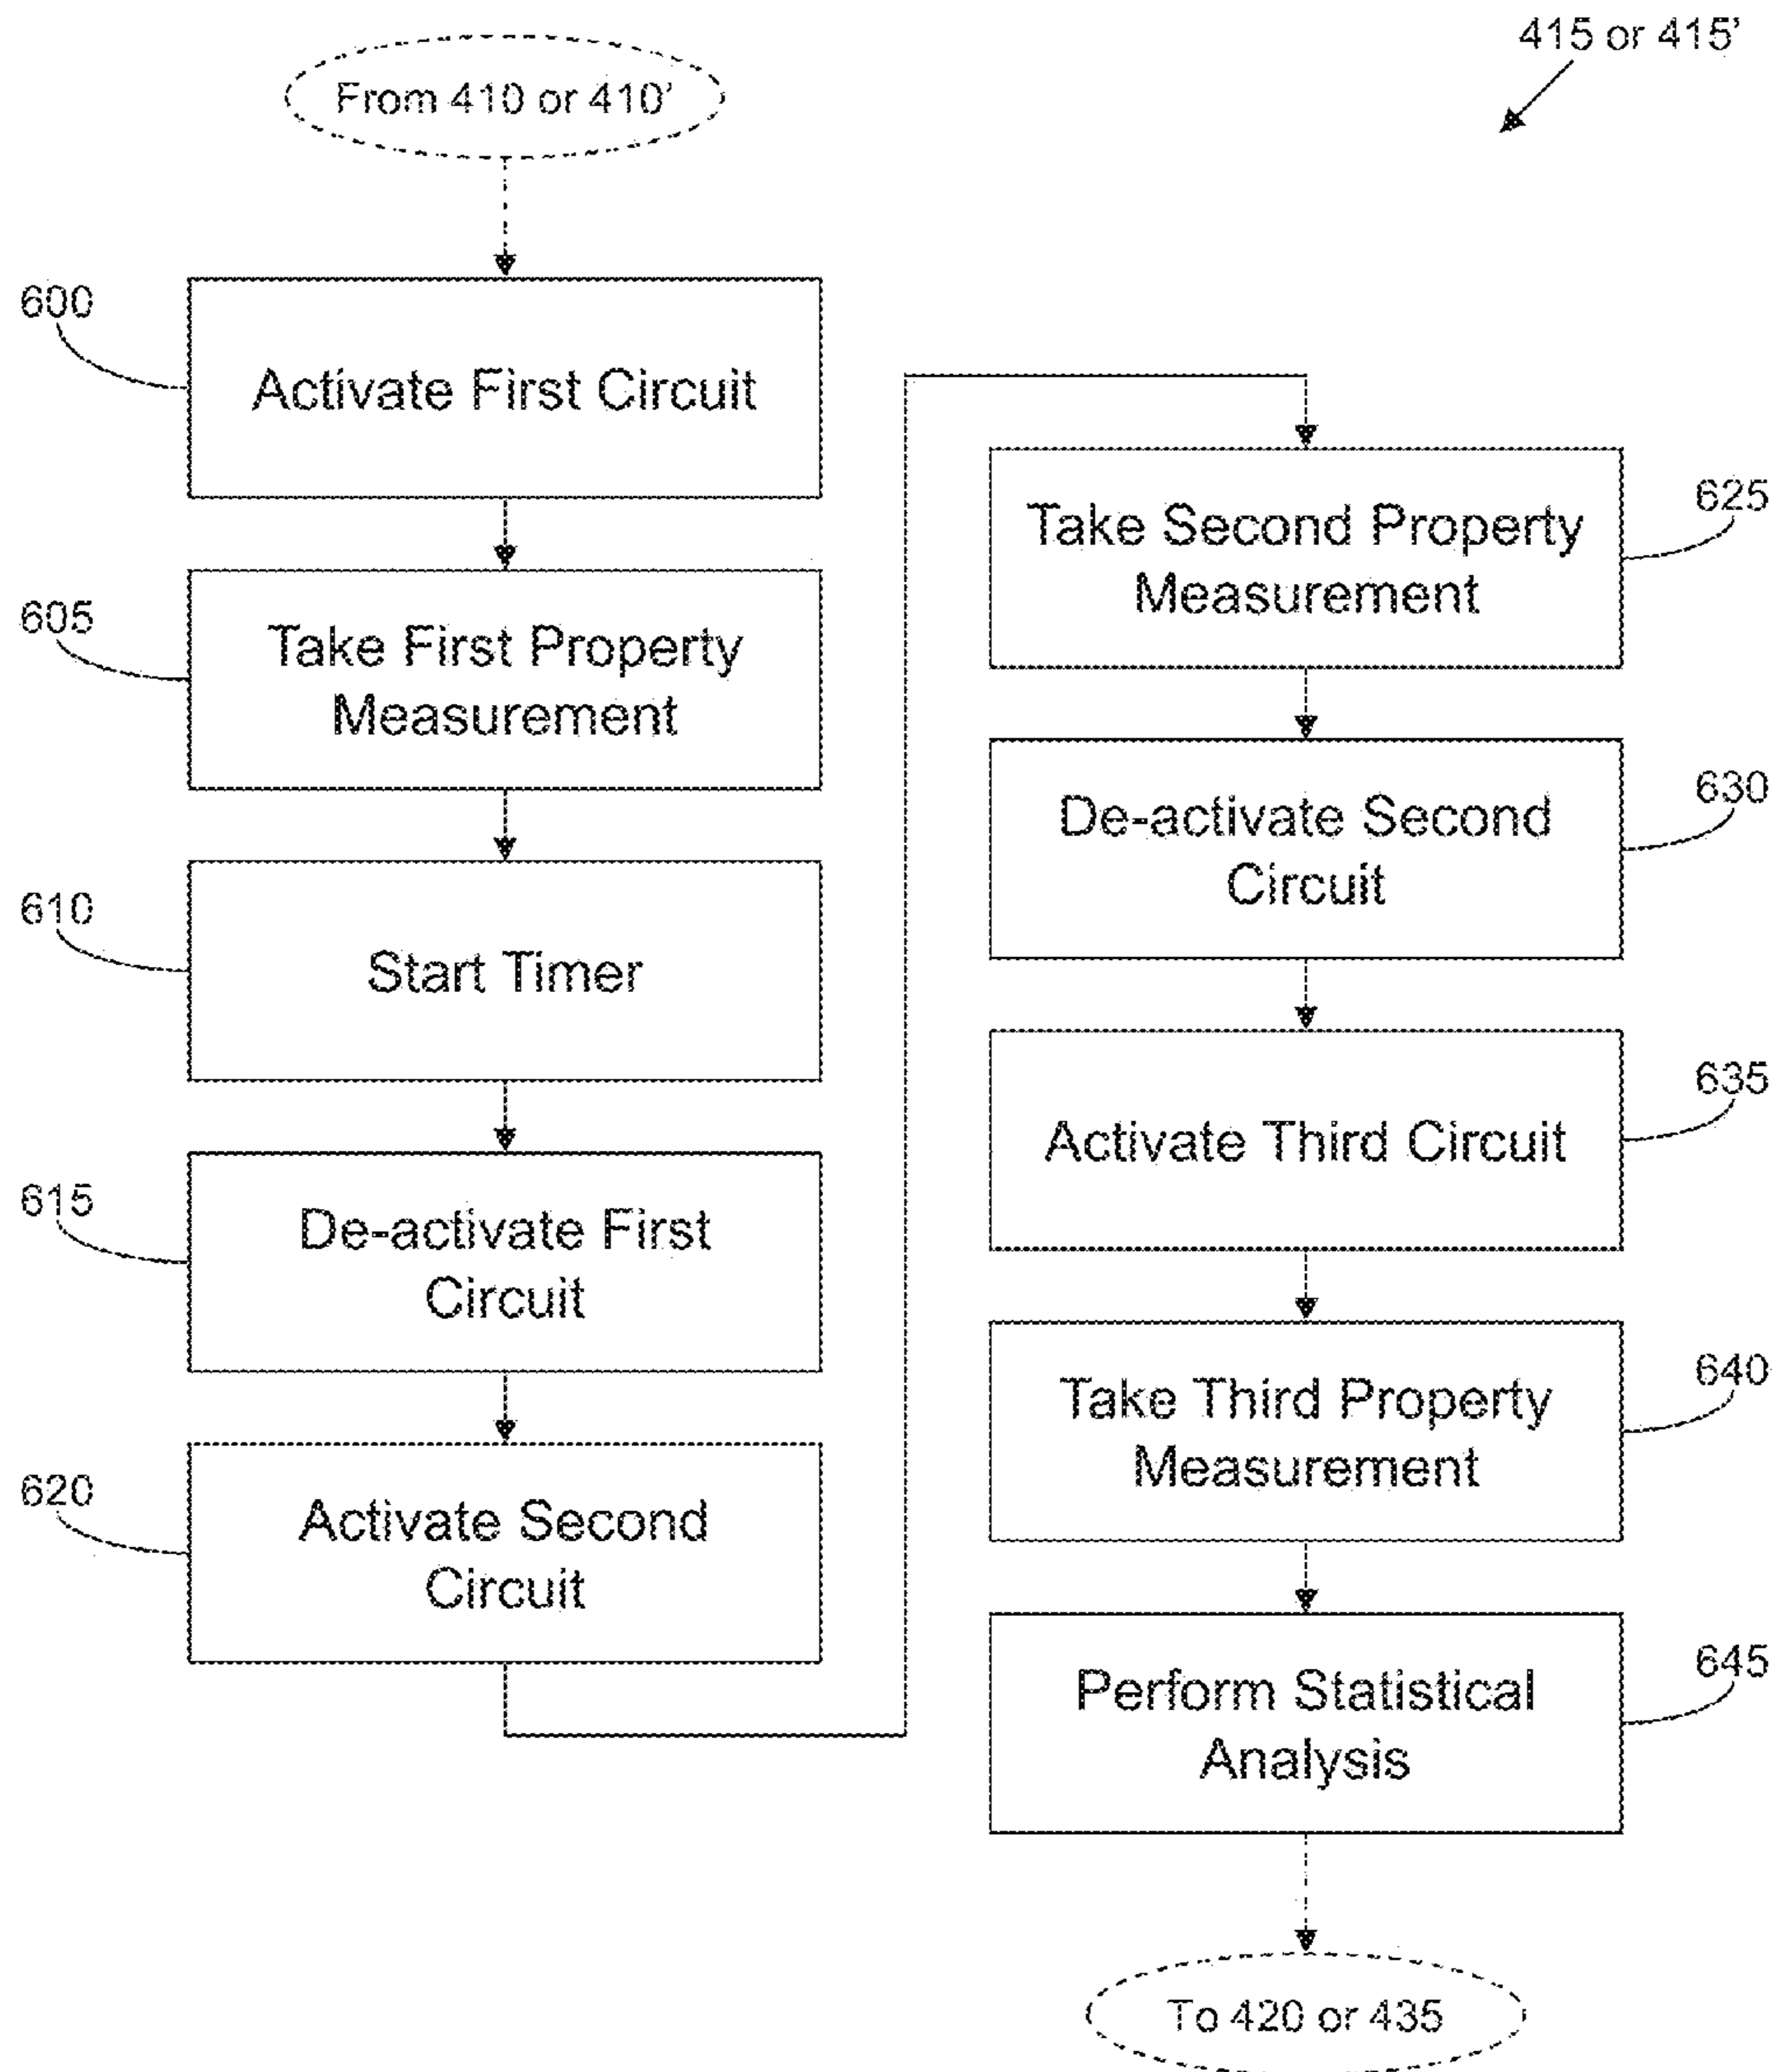 415 or 415'
From 410 or 410'
600
Activate First Circuit
605
Take First Property
Measurement
610
Start Timer
615
De-activate First
Circuit
620
Activate Second
Circuit
625
Take Second Property
Measurement
630
De-activate Second
Circuit
635
Activate Third Circuit
640
Take Third Property
Measurement
645
Perform Statistical
Analysis
To 420 or 435